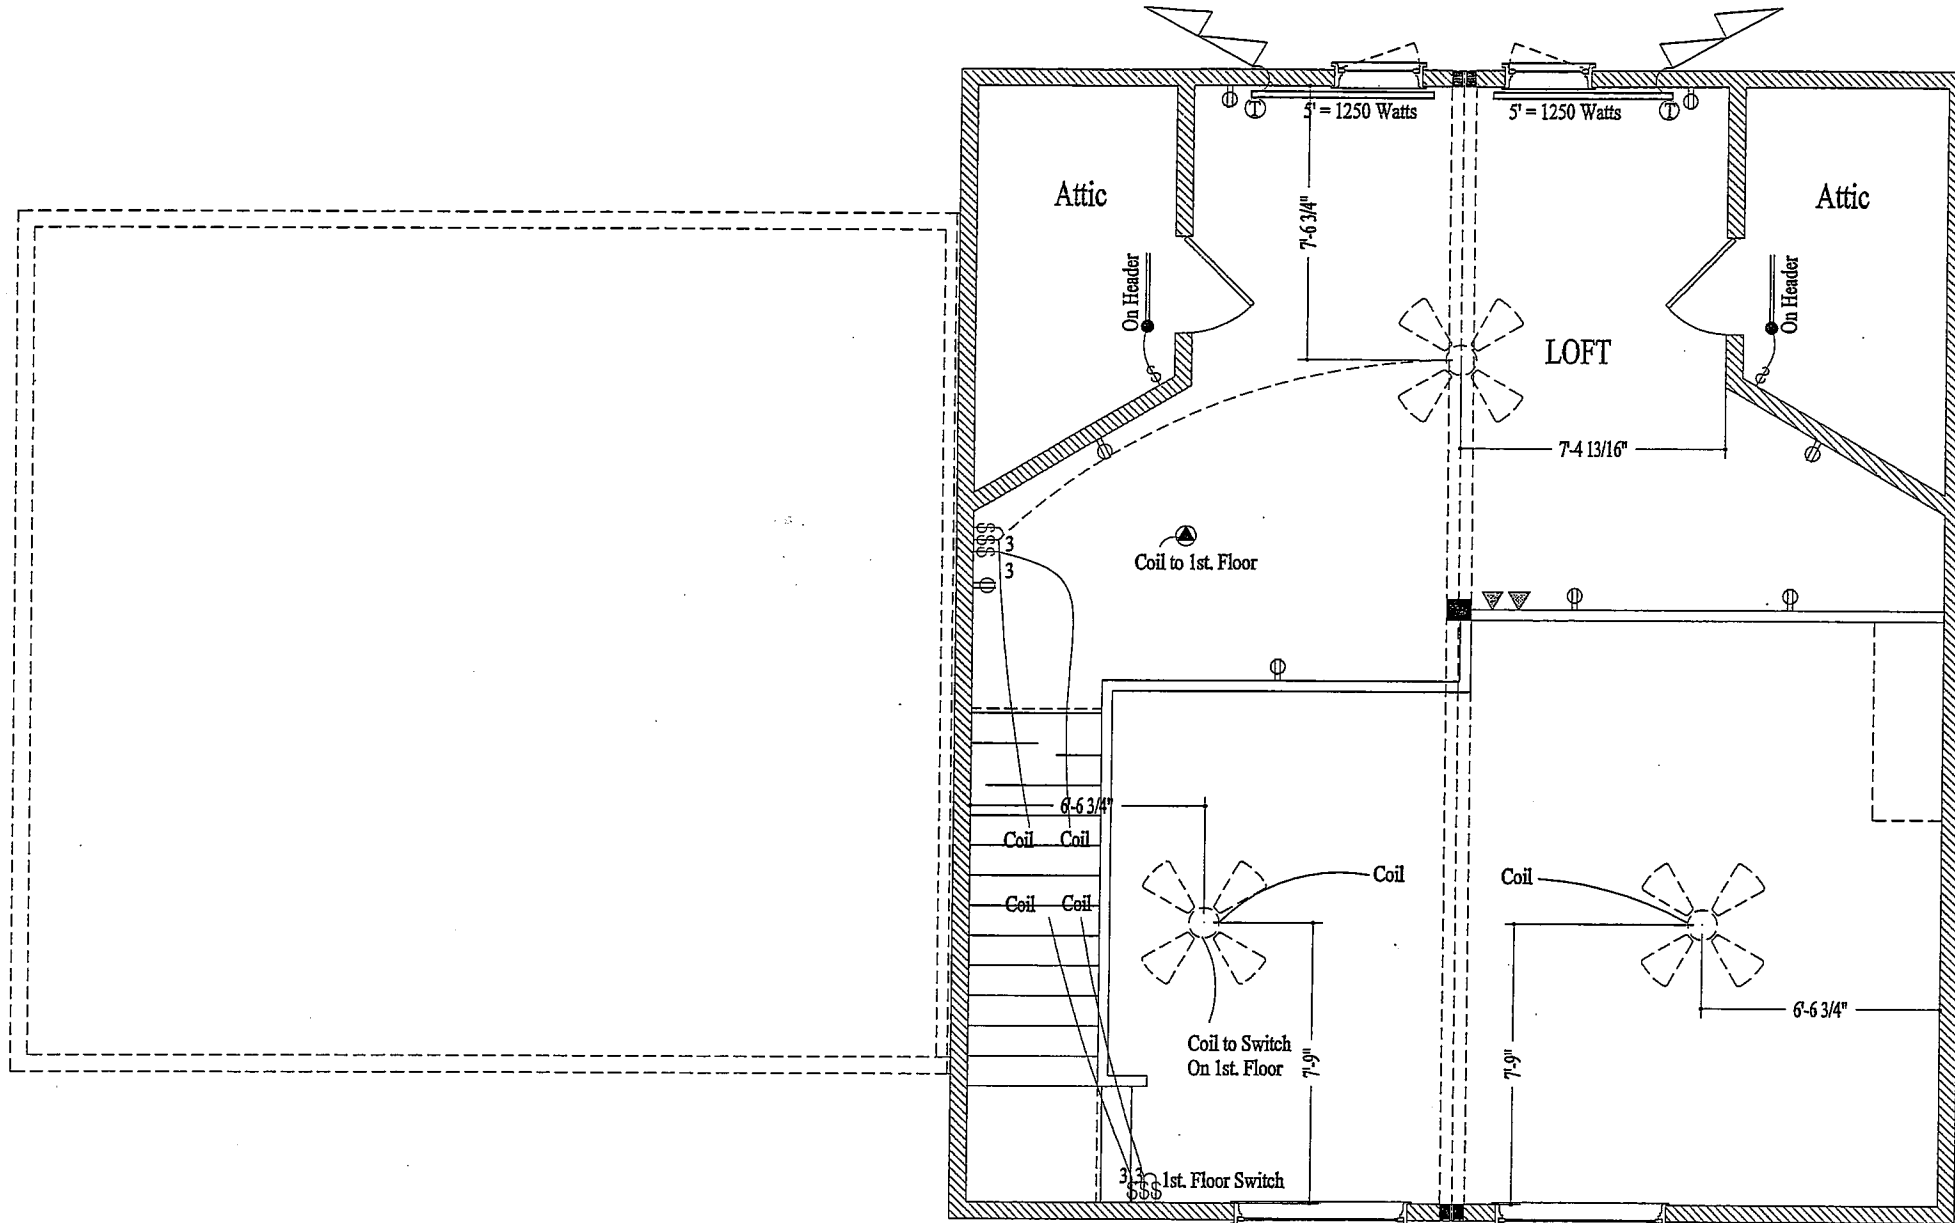 5' = 1250 Watts
5' = 1250 Watts
T
T
Attic
Attic
7'-6 3/4"
On Header
On Header
LOFT
S
S
7'-4 13/16"
SSS
3
3
Coil to 1st. Floor
6'-6 3/4"
Coil
Coil
Coil
Coil
Coil
Coil
6'-6 3/4"
Coil to Switch
On 1st. Floor
7'-9"
7'-9"
3 3
1st. Floor Switch
SSS